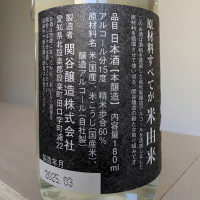 原材料すべてが米由来
品目 日本酒【本醸造】 内容量180ml
アルコール分15度 精米歩合60%
原材料名 米(国産)、米こうじ(国産米)、
醸造アルコール(自社製)
製造者 関谷醸造株式会社
愛知県北設楽郡設楽町田口字町浦22
製造年月
2025.03